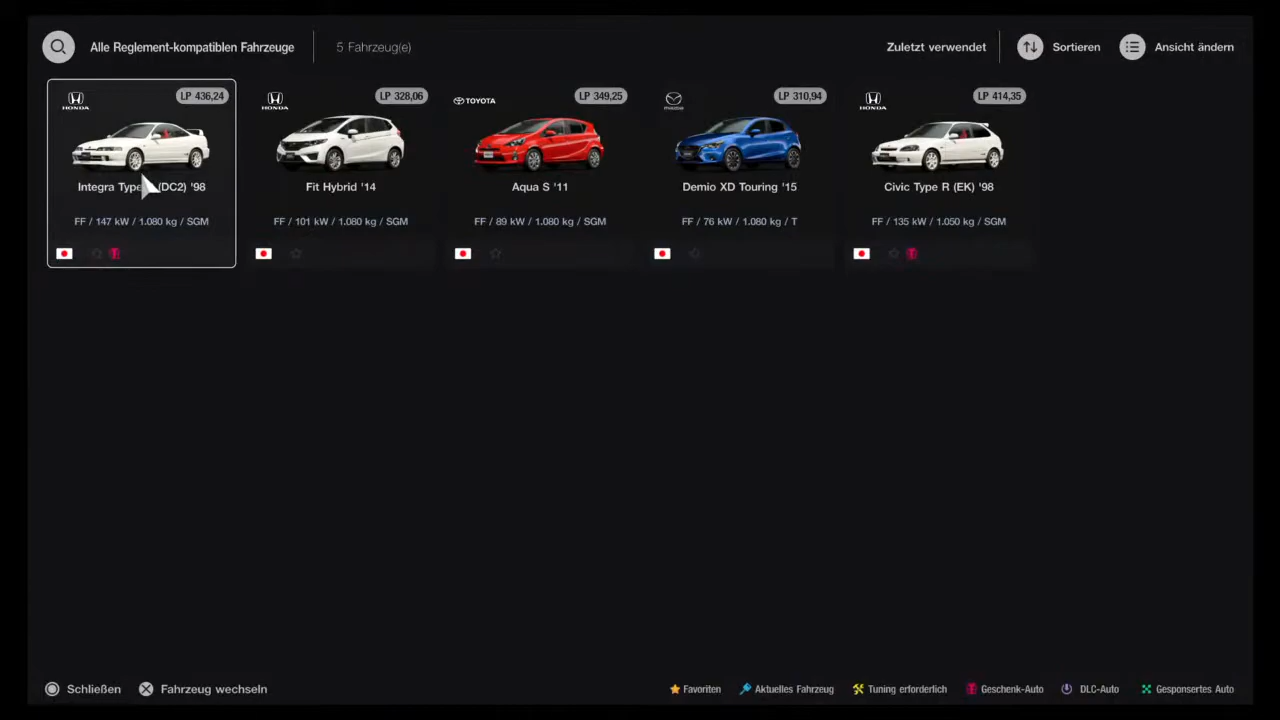 Alle Reglement-kompatiblen Fahrzeuge
5 Fahrzeug(e)
Zuletzt verwendet
Sortieren
Ansicht ändern
HONDA
LP 436,24
Integra Type (DC2) '98
FF / 147 kW / 1.080 kg / SGM
HONDA
LP 328,06
Fit Hybrid '14
FF / 101 kW / 1.080 kg / SGM
TOYOTA
LP 349,25
Aqua S '11
FF / 89 kW / 1.080 kg / SGM
mazda
LP 310,94
Demio XD Touring '15
FF / 76 kW / 1.080 kg / T
HONDA
LP 414,35
Civic Type R (EK) '98
FF / 135 kW / 1.050 kg / SGM
Schließen
Fahrzeug wechseln
Favoriten
Aktuelles Fahrzeug
Tuning erforderlich
Geschenk-Auto
DLC-Auto
Gesponsertes Auto